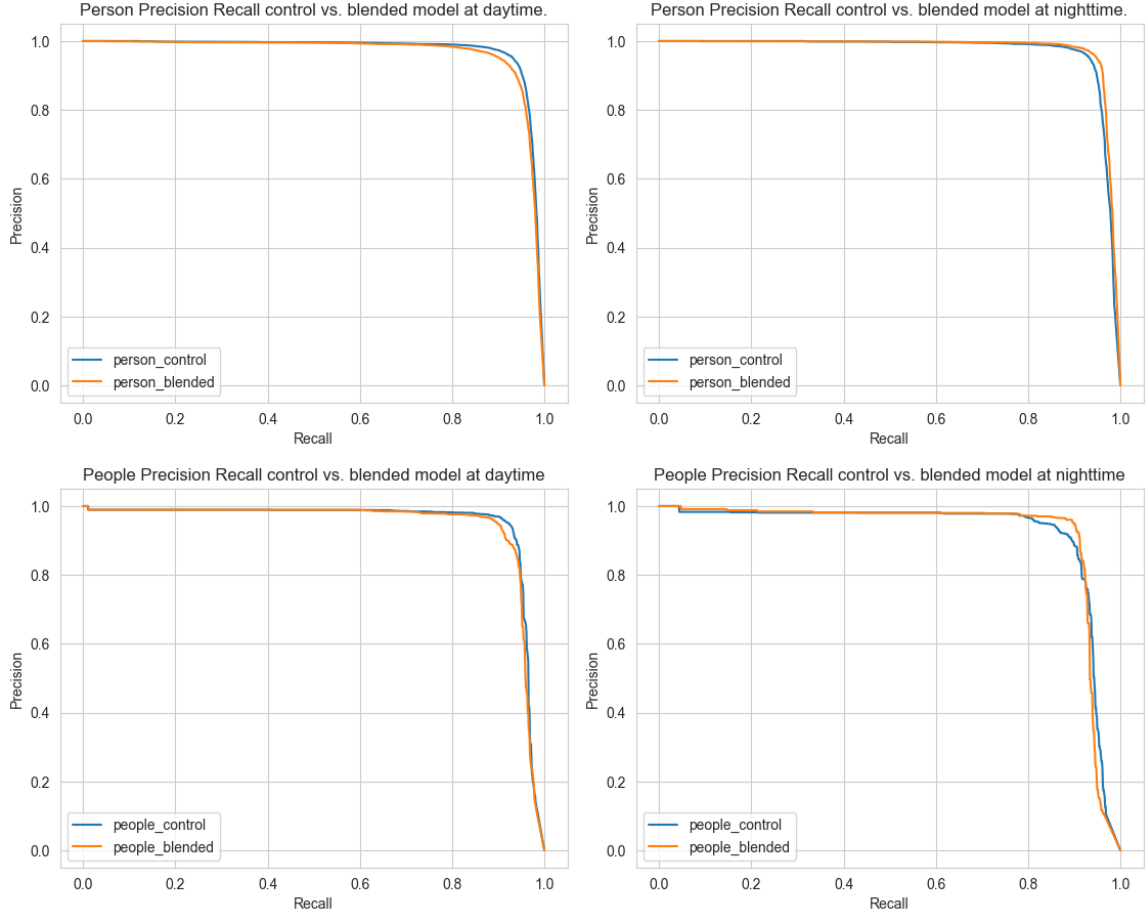 Person Precision Recall control vs. blended model at daytime.
1.0
0.8
0.6
0.4
0.2
0.0
Precision
person_control
person_blended
0.0 0.2 0.4 0.6 0.8 1.0
Recall
Person Precision Recall control vs. blended model at nighttime.
1.0
0.8
0.6
0.4
0.2
0.0
Precision
person_control
person_blended
0.0 0.2 0.4 0.6 0.8 1.0
Recall
People Precision Recall control vs. blended model at daytime
1.0
0.8
0.6
0.4
0.2
0.0
Precision
people_control
people_blended
0.0 0.2 0.4 0.6 0.8 1.0
Recall
People Precision Recall control vs. blended model at nighttime
1.0
0.8
0.6
0.4
0.2
0.0
Precision
people_control
people_blended
0.0 0.2 0.4 0.6 0.8 1.0
Recall